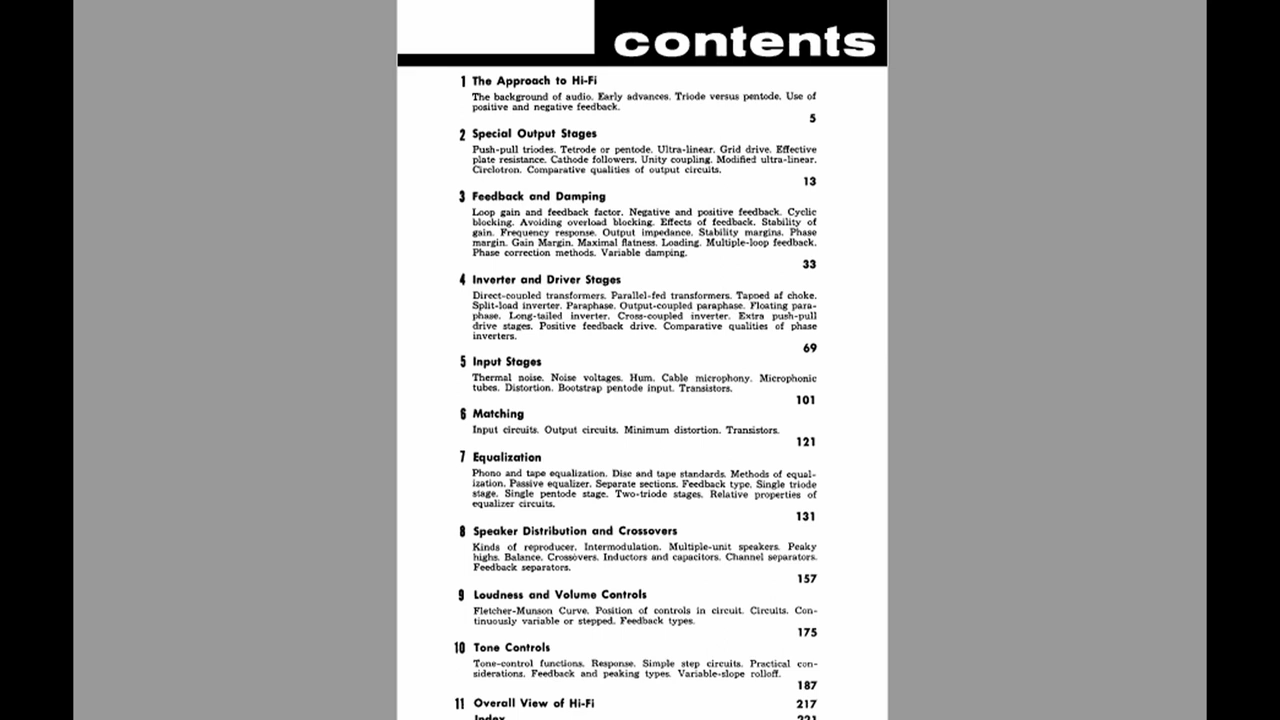 contents
1 The Approach to Hi-Fi
The background of audio. Early advances. Triode versus pentode. Use of
positive and negative feedback.
5
2 Special Output Stages
Push-pull triodes. Tetrode or pentode. Ultra-linear. Grid drive. Effective
plate resistance. Cathode followers. Unity coupling. Modified ultra-linear.
Circlotron. Comparative qualities of output circuits.
13
3 Feedback and Damping
Loop gain and feedback factor. Negative and positive feedback. Cyclic
blocking. Avoiding overload blocking. Effects of feedback. Stability of
gain. Frequency response. Output impedance. Stability margins. Phase
margin. Gain Margin. Maximal flatness. Loading. Multiple-loop feedback.
Phase correction methods. Variable damping.
33
4 Inverter and Driver Stages
Direct-coupled transformers. Parallel-fed transformers. Tapped af choke.
Split-load inverter. Paraphase. Output-coupled paraphase. Floating para-
phase. Long-tailed inverter. Cross-coupled inverter. Extra push-pull
drive stages. Positive feedback drive. Comparative qualities of phase
inverters.
69
5 Input Stages
Thermal noise. Noise voltages. Hum. Cable microphony. Microphonic
tubes. Distortion. Bootstrap pentode input. Transistors.
101
6 Matching
Input circuits. Output circuits. Minimum distortion. Transistors.
121
7 Equalization
Phono and tape equalization. Disc and tape standards. Methods of equal-
ization. Passive equalizer. Separate sections. Feedback type. Single triode
stage. Single pentode stage. Two-triode stages. Relative properties of
equalizer circuits.
131
8 Speaker Distribution and Crossovers
Kinds of reproducer. Intermodulation. Multiple-unit speakers. Peaky
highs. Balance. Crossovers. Inductors and capacitors. Channel separators.
Feedback separators.
157
9 Loudness and Volume Controls
Fletcher-Munson Curve. Position of controls in circuit. Circuits. Con-
tinuously variable or stepped. Feedback types.
175
10 Tone Controls
Tone-control functions. Response. Simple step circuits. Practical con-
siderations. Feedback and peaking types. Variable-slope rolloff.
187
11 Overall View of Hi-Fi 217
Index 221